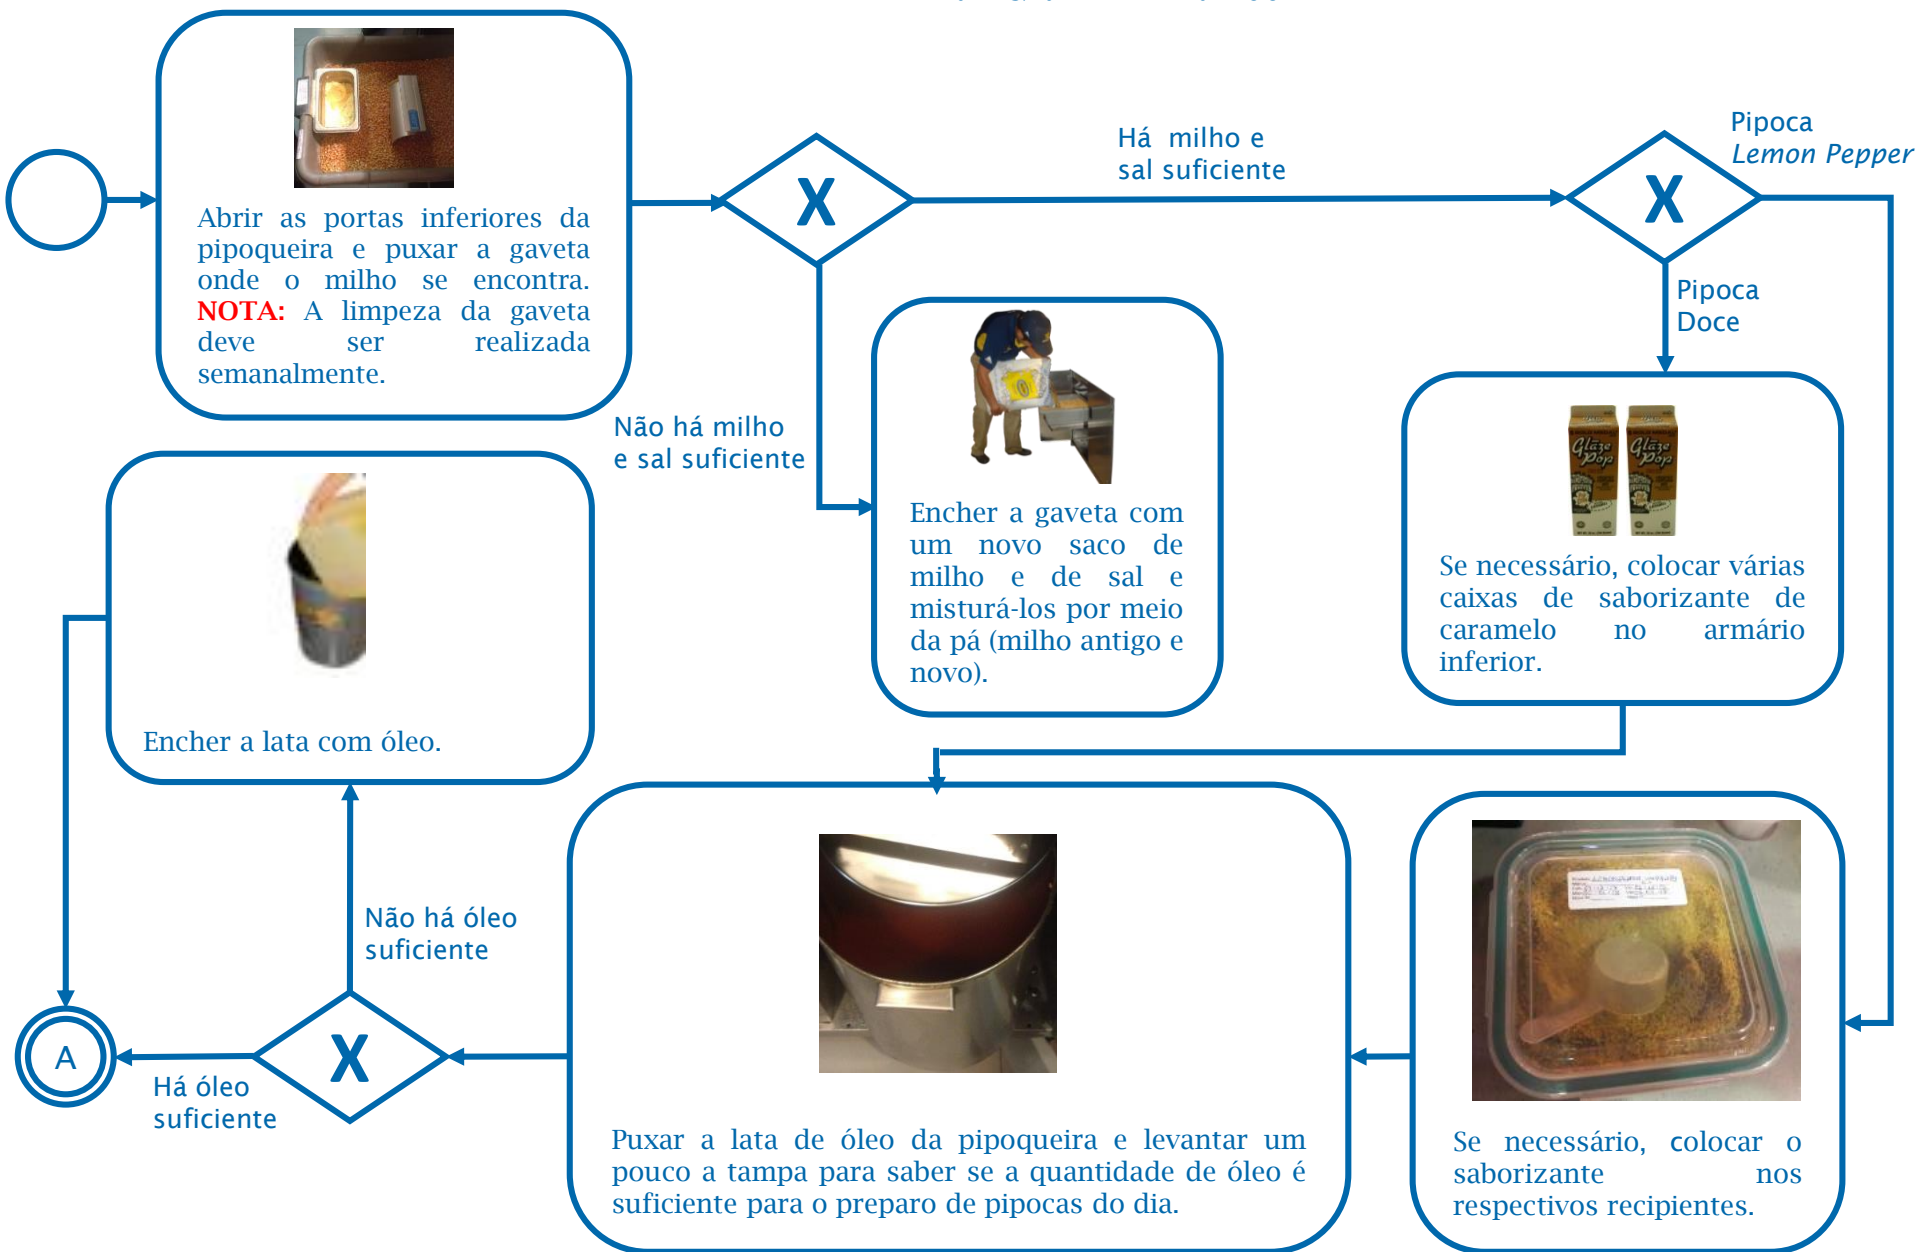 Abrir as portas inferiores da
pipoqueira e puxar a gaveta
onde o milho se encontra.
NOTA: A limpeza da gaveta
deve ser realizada
semanalmente.
X
Há milho e
sal suficiente
X
Pipoca
Lemon Pepper
Pipoca
Doce
Não há milho
e sal suficiente
Encher a gaveta com
um novo saco de
milho e de sal e
misturá-los por meio
da pá (milho antigo e
novo).
Glaze
Pop
Glaze
Pop
Se necessário, colocar várias
caixas de saborizante de
caramelo no armário
inferior.
Encher a lata com óleo.
Não há óleo
suficiente
A
Há óleo
suficiente
X
Puxar a lata de óleo da pipoqueira e levantar um
pouco a tampa para saber se a quantidade de óleo é
suficiente para o preparo de pipocas do dia.
Se necessário, colocar o
saborizante nos
respectivos recipientes.